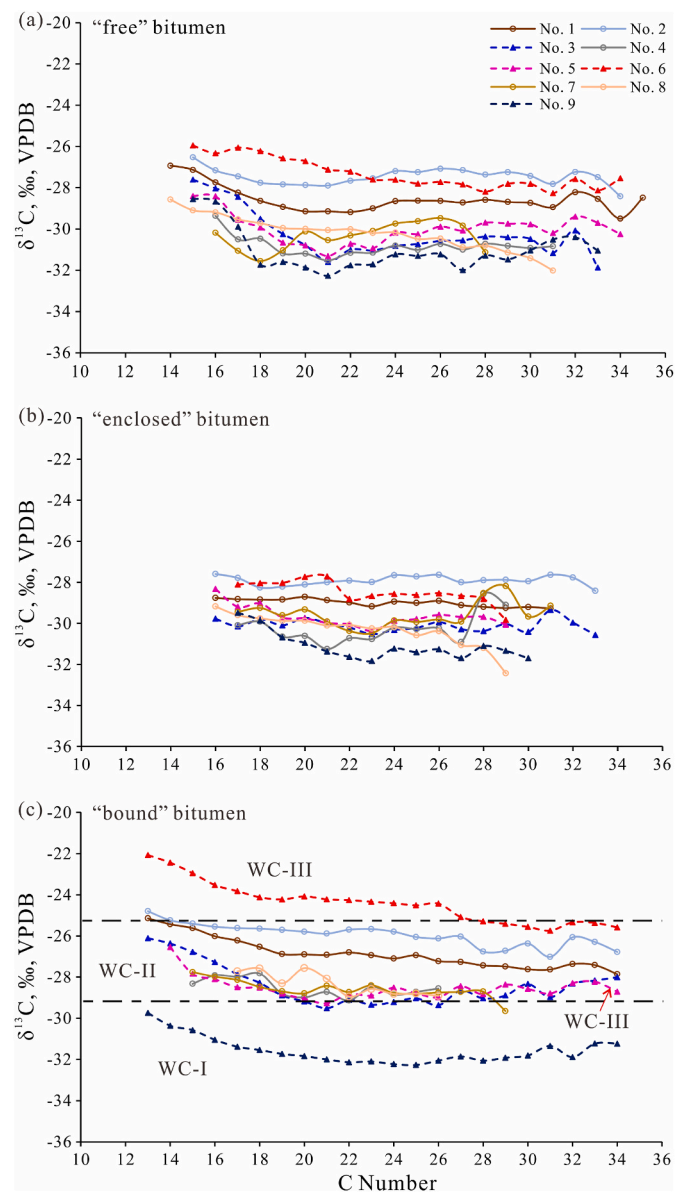 (a) “free” bitumen
No. 1 No. 2
No. 3 No. 4
No. 5 No. 6
No. 7 No. 8
No. 9
δ¹³C, ‰, VPDB
-20
-22
-24
-26
-28
-30
-32
-34
-36
10 12 14 16 18 20 22 24 26 28 30 32 34 36
(b) “enclosed” bitumen
δ¹³C, ‰, VPDB
-20
-22
-24
-26
-28
-30
-32
-34
-36
10 12 14 16 18 20 22 24 26 28 30 32 34 36
(c) “bound” bitumen
δ¹³C, ‰, VPDB
-20
-22
-24
-26
-28
-30
-32
-34
-36
WC-III
WC-II
WC-III
WC-I
10 12 14 16 18 20 22 24 26 28 30 32 34 36
C Number